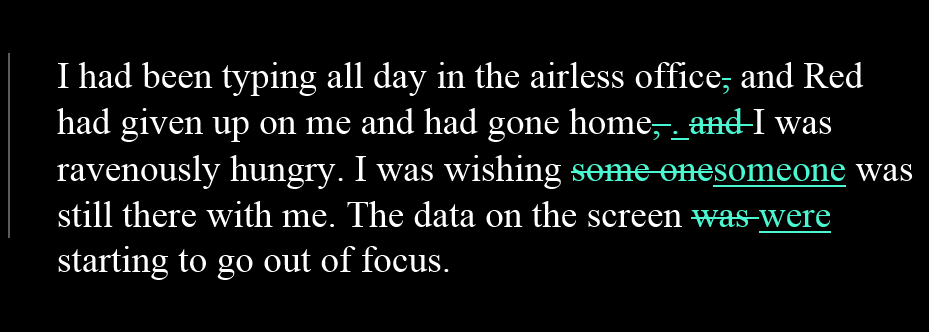 I had been typing all day in the airless office, and Red
had given up on me and had gone home, . and I was
ravenously hungry. I was wishing some onesomeone was
still there with me. The data on the screen was were
starting to go out of focus.